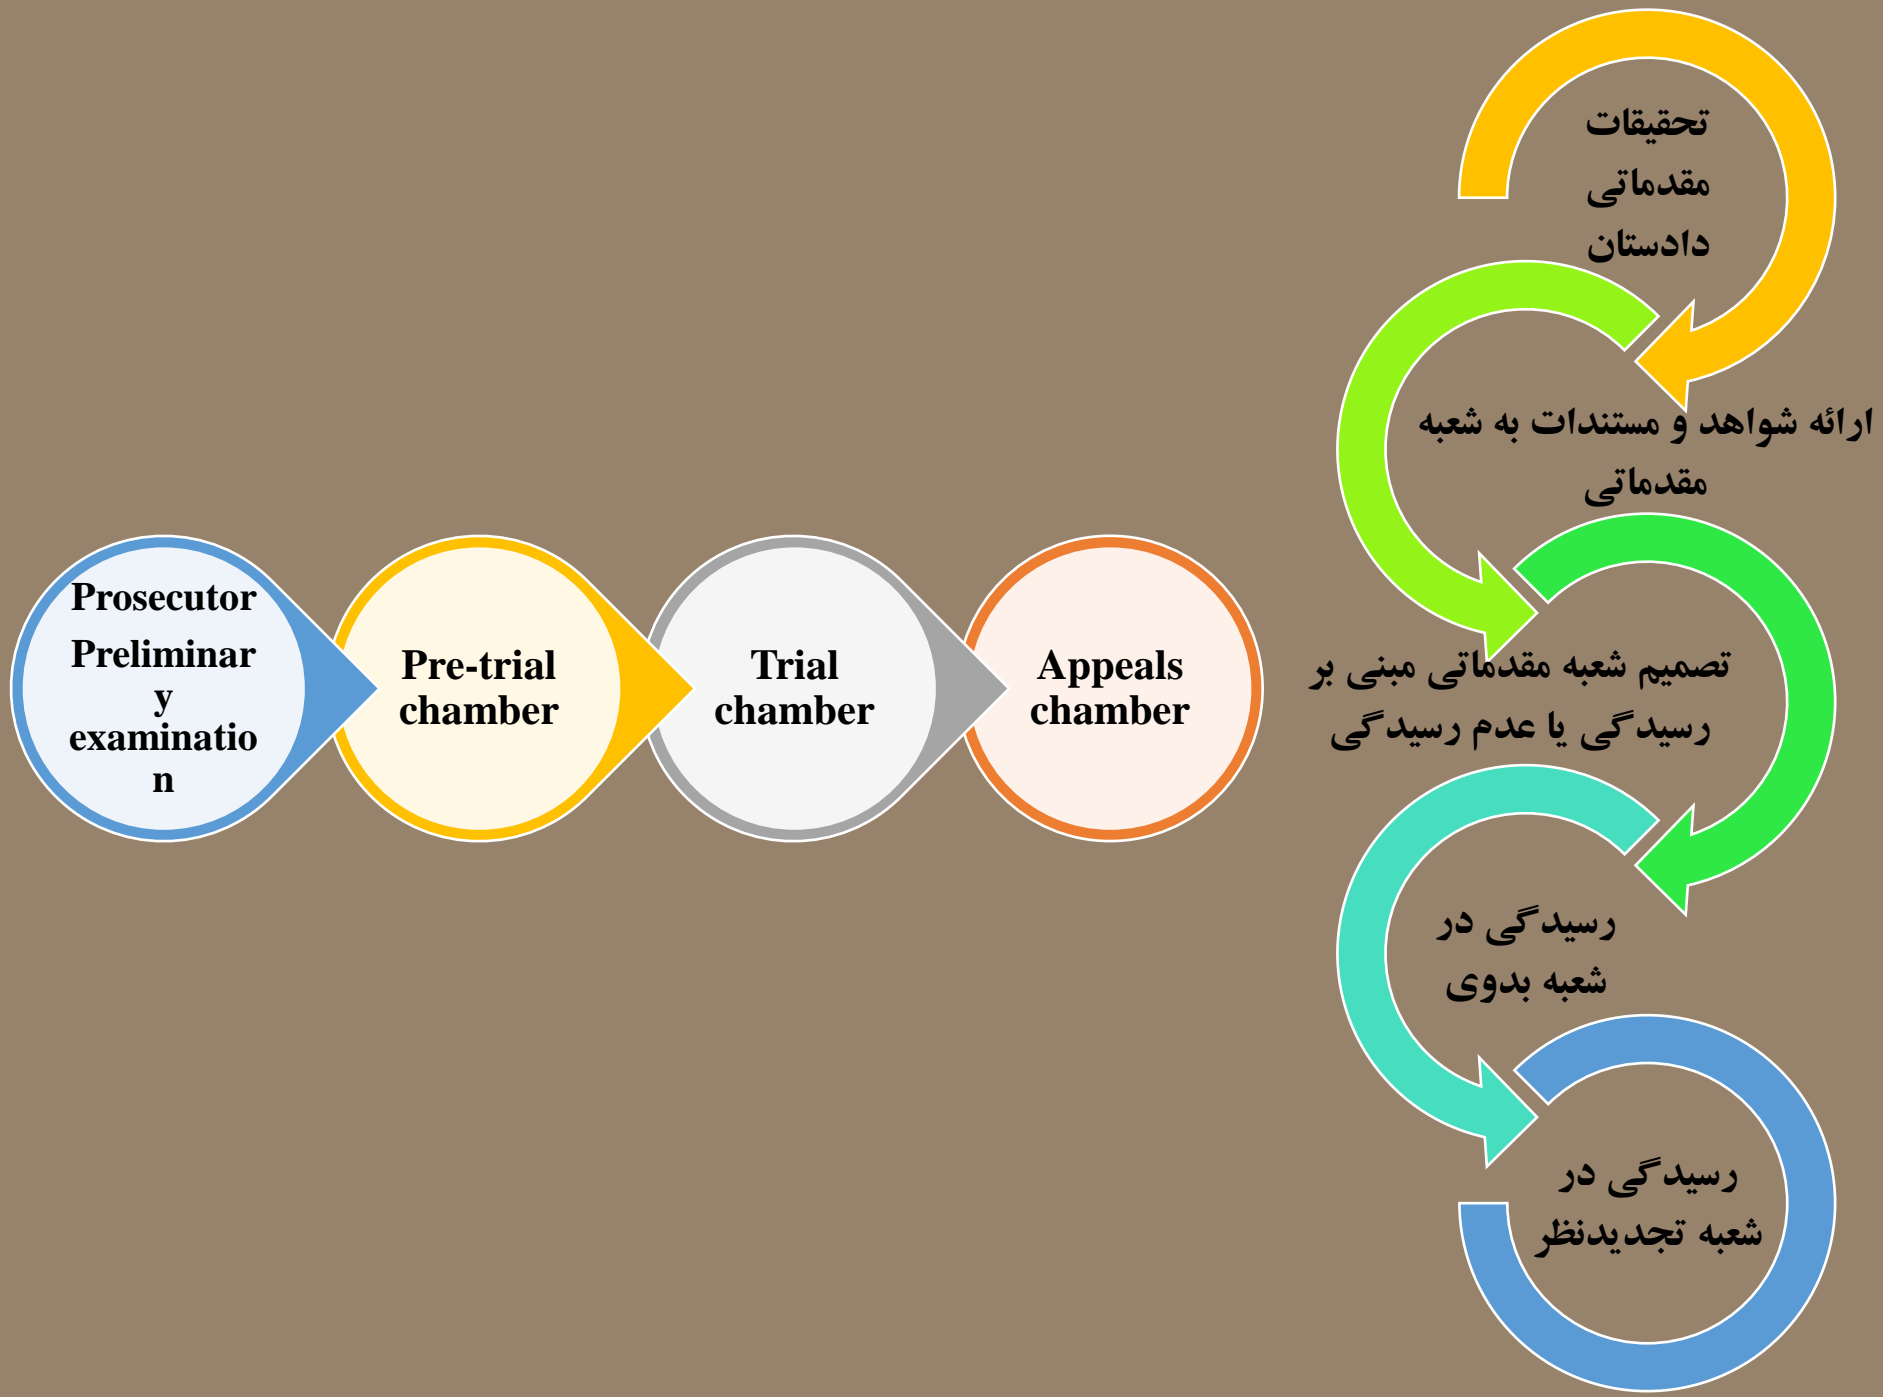 Prosecutor
Preliminar
y
examinatio
n
Pre-trial
chamber
Trial
chamber
Appeals
chamber
تحقیقات
مقدماتی
دادستان
ارائه شواهد و مستندات به شعبه
مقدماتی
تصمیم شعبه مقدماتی مبنی بر
رسیدگی یا عدم رسیدگی
رسیدگی در
شعبه بدوی
رسیدگی در
شعبه تجدیدنظر